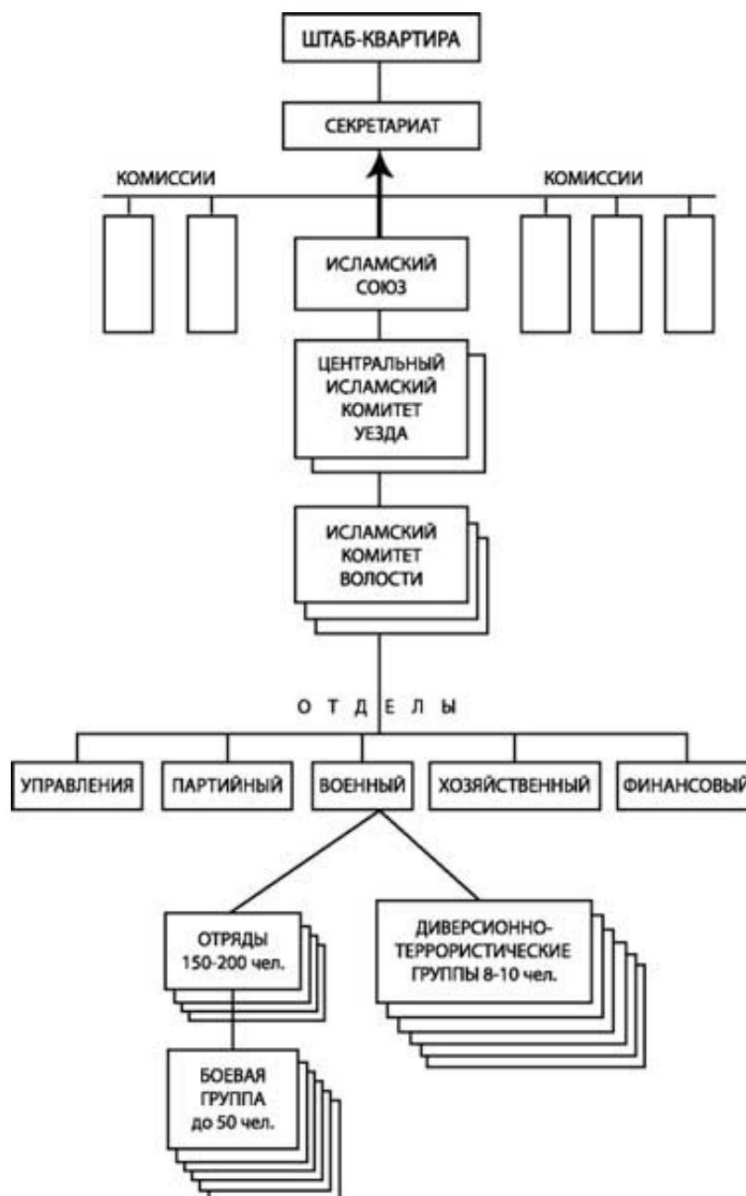 ШТАБ-КВАРТИРА
СЕКРЕТАРИАТ
КОМИССИИ
КОМИССИИ
ИСЛАМСКИЙ
СОЮЗ
ЦЕНТРАЛЬНЫЙ
ИСЛАМСКИЙ
КОМИТЕТ
УЕЗДА
ИСЛАМСКИЙ
КОМИТЕТ
ВОЛОСТИ
О Т Д Е Л Ы
УПРАВЛЕНИЯ
ПАРТИЙНЫЙ
ВОЕННЫЙ
ХОЗЯЙСТВЕННЫЙ
ФИНАНСОВЫЙ
ОТРЯДЫ
150-200 чел.
ДИВЕРСИОННО-
ТЕРРОРИСТИЧЕСКИЕ
ГРУППЫ 8-10 чел.
БОЕВАЯ
ГРУППА
до 50 чел.